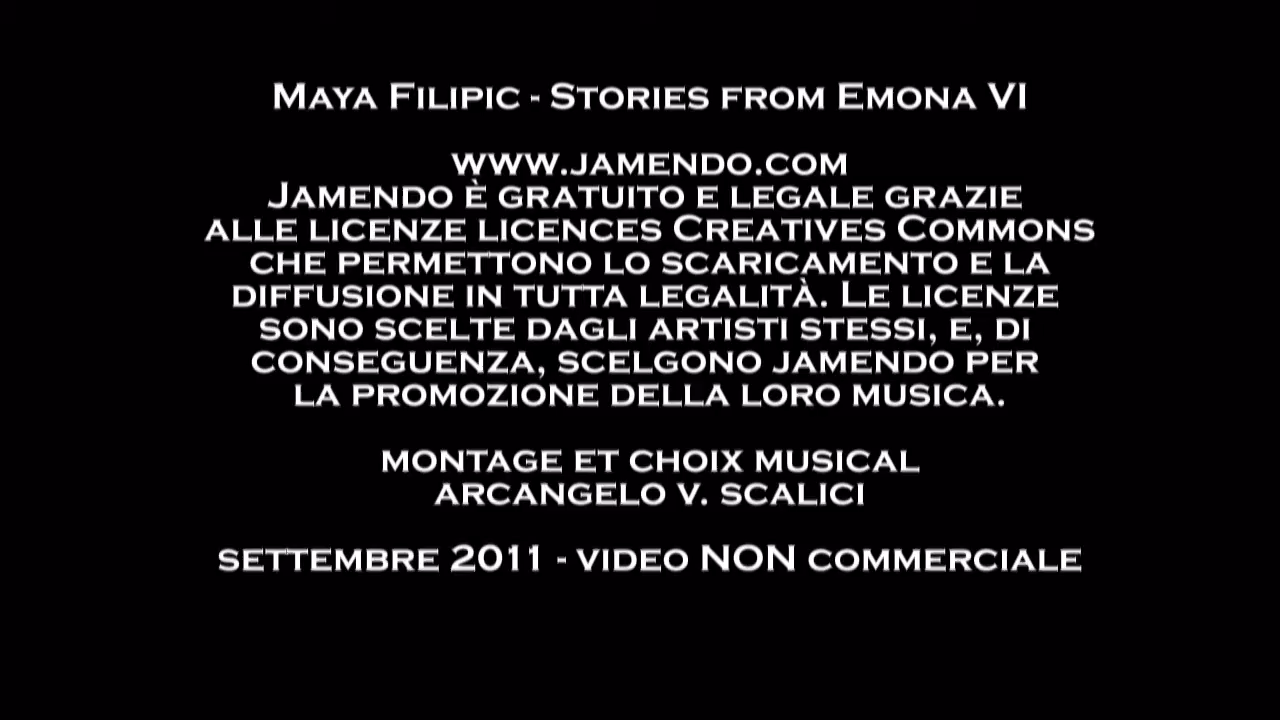 Maya Filipic - Stories from Emona VI
www.jamendo.com
Jamendo è gratuito e legale grazie
alle licenze licences Creatives Commons
che permettono lo scaricamento e la
diffusione in tutta legalità. Le licenze
sono scelte dagli artisti stessi, e, di
conseguenza, scelgono jamendo per
la promozione della loro musica.
montage et choix musical
arcangelo v. scalici
settembre 2011 - video NON commerciale